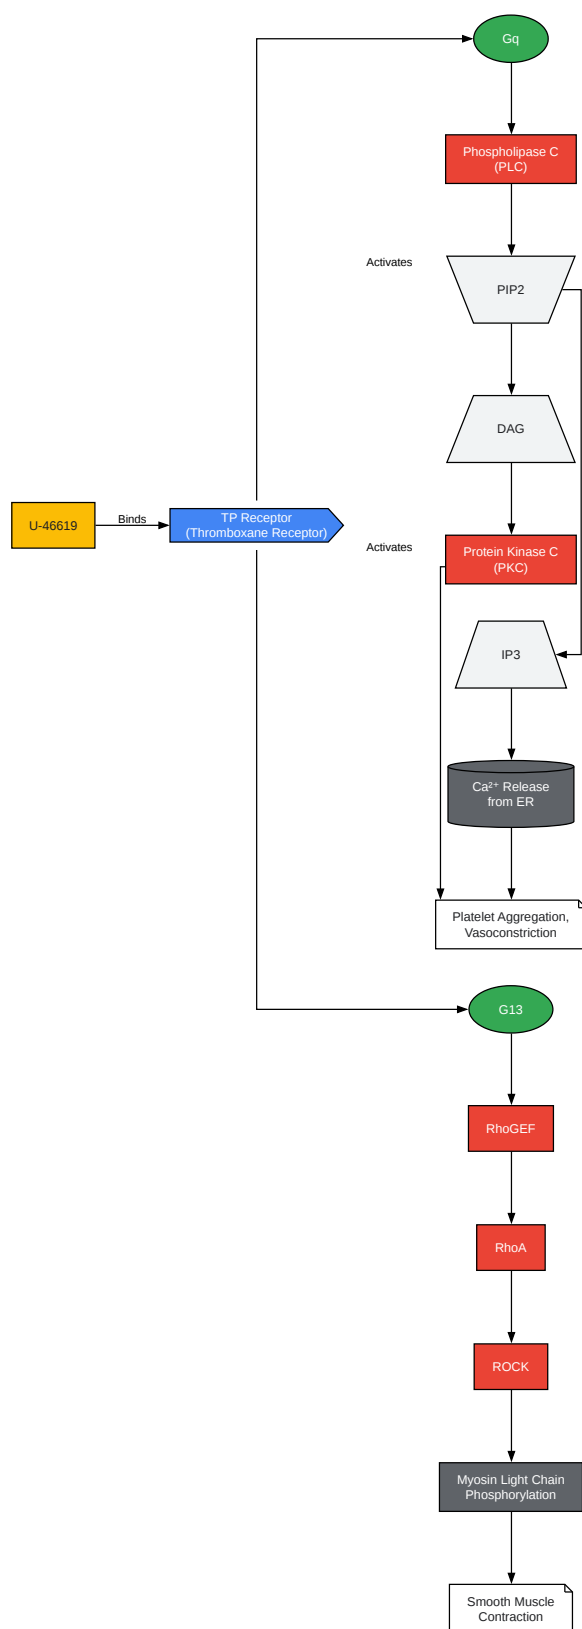 Gq
Phospholipase C
(PLC)
Activates
PIP2
DAG
U-46619
Binds
TP Receptor
(Thromboxane Receptor)
Activates
Protein Kinase C
(PKC)
IP3
Ca²⁺ Release
from ER
Platelet Aggregation,
Vasoconstriction
G13
RhoGEF
RhoA
ROCK
Myosin Light Chain
Phosphorylation
Smooth Muscle
Contraction